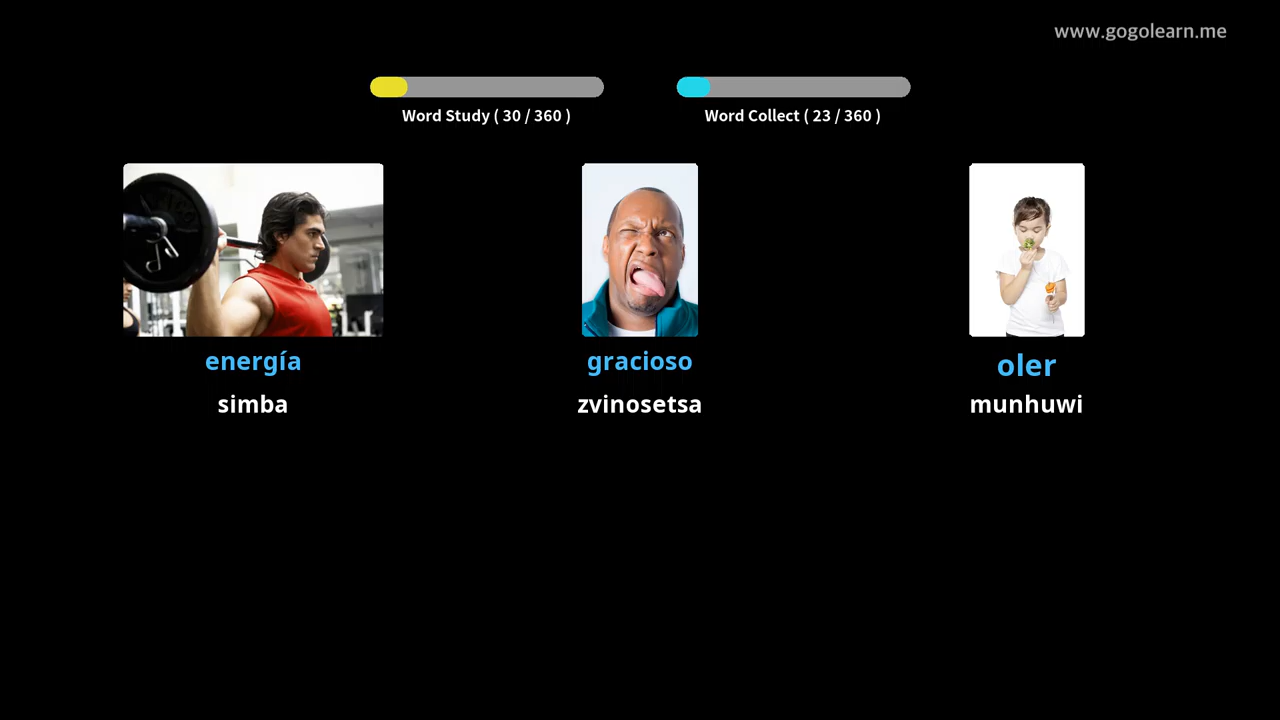 www.gogolearn.me
Word Study ( 30 / 360 )
Word Collect ( 23 / 360 )
energía
gracioso
oler
simba
zvinosetsa
munhuwi